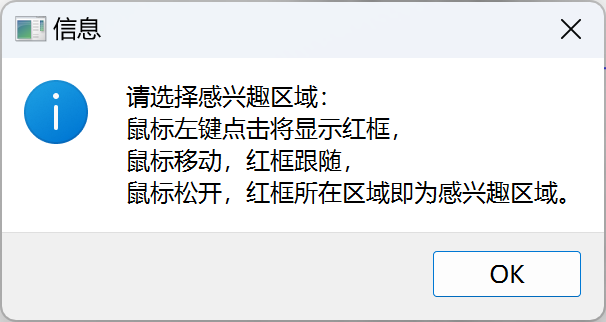 信息
请选择感兴趣区域：
鼠标左键点击将显示红框，
鼠标移动，红框跟随，
鼠标松开，红框所在区域即为感兴趣区域。
OK